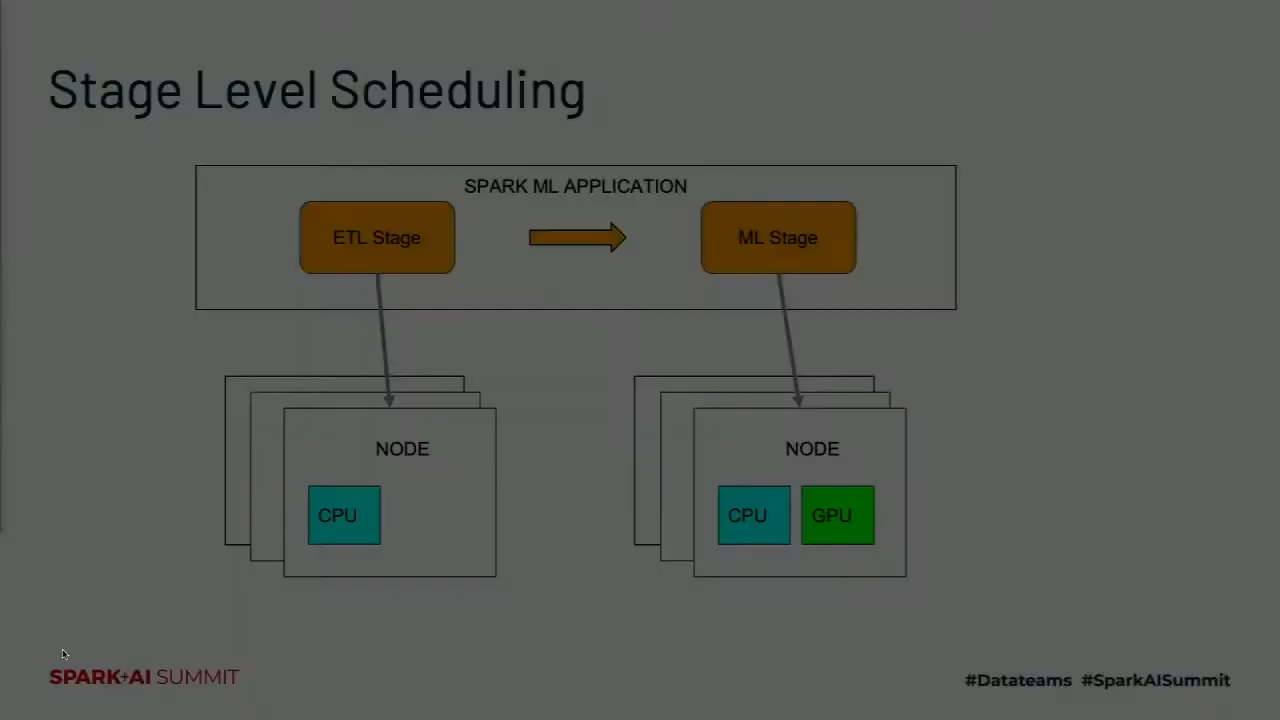 Stage Level Scheduling
SPARK ML APPLICATION
ETL Stage
ML Stage
NODE
NODE
CPU
CPU
GPU
SPARK+AI SUMMIT
#Datateams #SparkAISummit